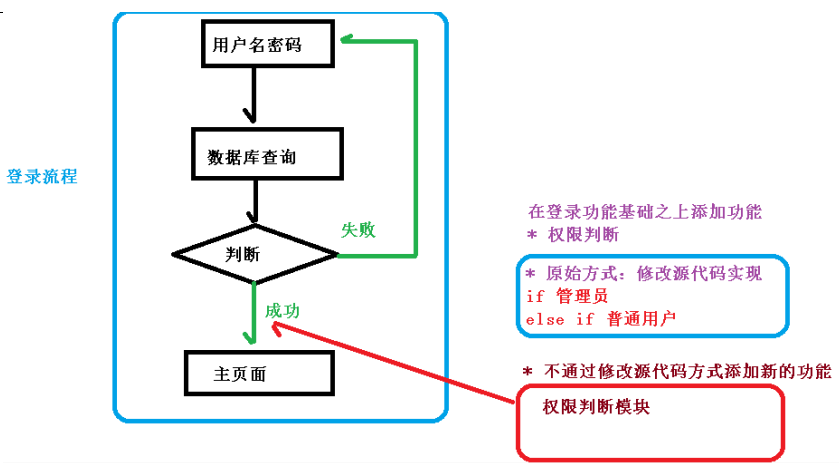 用户名密码
数据库查询
登录流程
失败
判断
成功
主页面
在登录功能基础之上添加功能
* 权限判断
* 原始方式：修改源代码实现
if 管理员
else if 普通用户
* 不通过修改源代码方式添加新的功能
权限判断模块